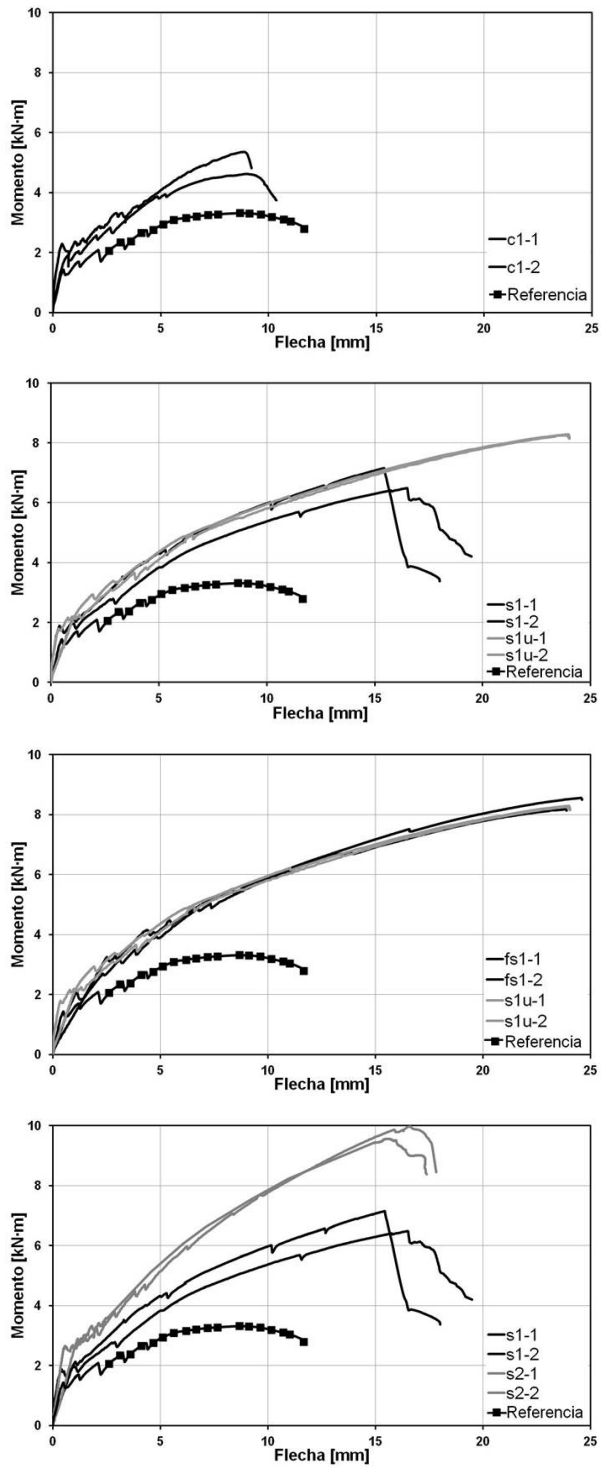 Momento [kN·m]
10
8
6
4
2
0
0 5 10 15 20 25
Flecha [mm]
c1-1
c1-2
Referencia
Momento [kN·m]
10
8
6
4
2
0
0 5 10 15 20 25
Flecha [mm]
s1-1
s1-2
s1u-1
s1u-2
Referencia
Momento [kN·m]
10
8
6
4
2
0
0 5 10 15 20 25
Flecha [mm]
fs1-1
fs1-2
s1u-1
s1u-2
Referencia
Momento [kN·m]
10
8
6
4
2
0
0 5 10 15 20 25
Flecha [mm]
s1-1
s1-2
s2-1
s2-2
Referencia